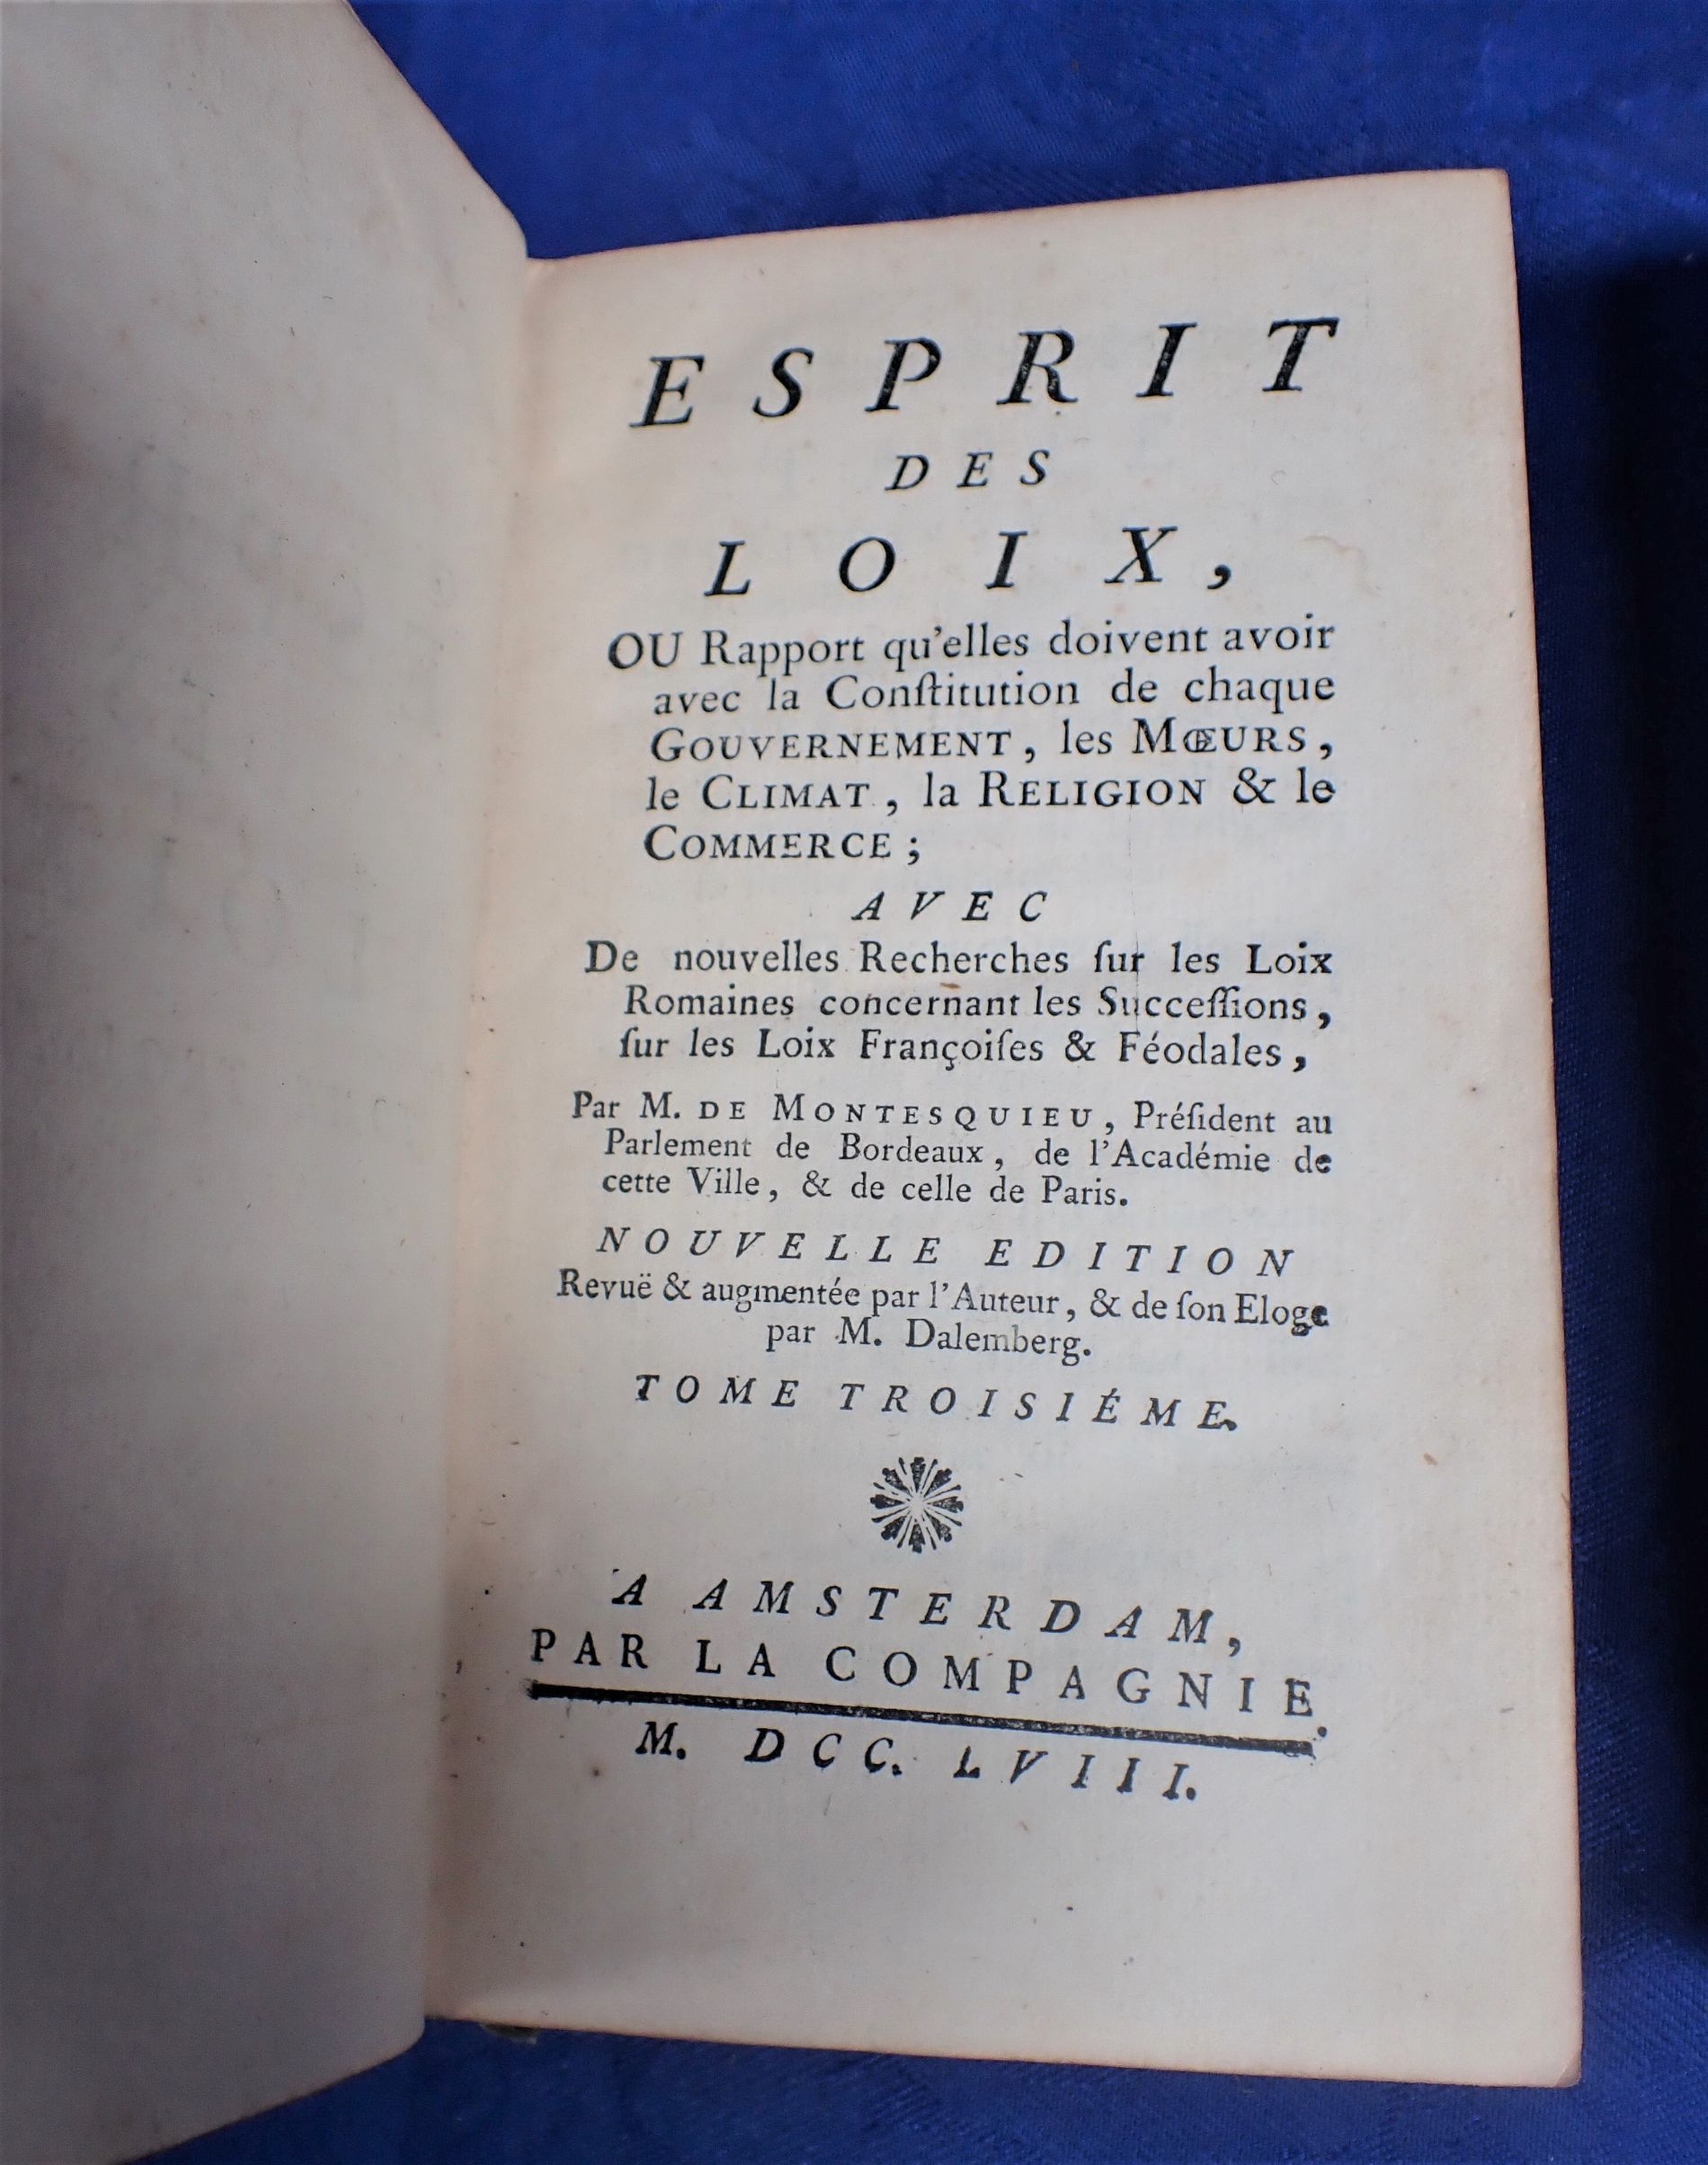 ESPRIT
DES
LOIX,
OU Rapport qu'elles doivent avoir
avec la Conſtitution de chaque
GOUVERNEMENT, les MŒURS,
le CLIMAT, la RELIGION & le
COMMERCE;
AVEC
De nouvelles Recherches ſur les Loix
Romaines concernant les Succeſſions,
ſur les Loix Françoiſes & Féodales,
Par M. DE MONTESQUIEU, Préſident au
Parlement de Bordeaux, de l'Académie de
cette Ville, & de celle de Paris.
NOUVELLE EDITION
Revuë & augmentée par l'Auteur, & de ſon Eloge
par M. Dalemberg.
TOME TROISIÉME.
A AMSTERDAM,
PAR LA COMPAGNIE.
M. DCC. LVIII.